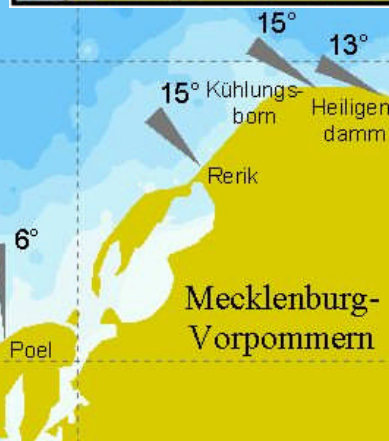 15°
13°
15°
Kühlungs-
born
Heiligen
damm
Rerik
6°
Mecklenburg-
Vorpommern
Poel